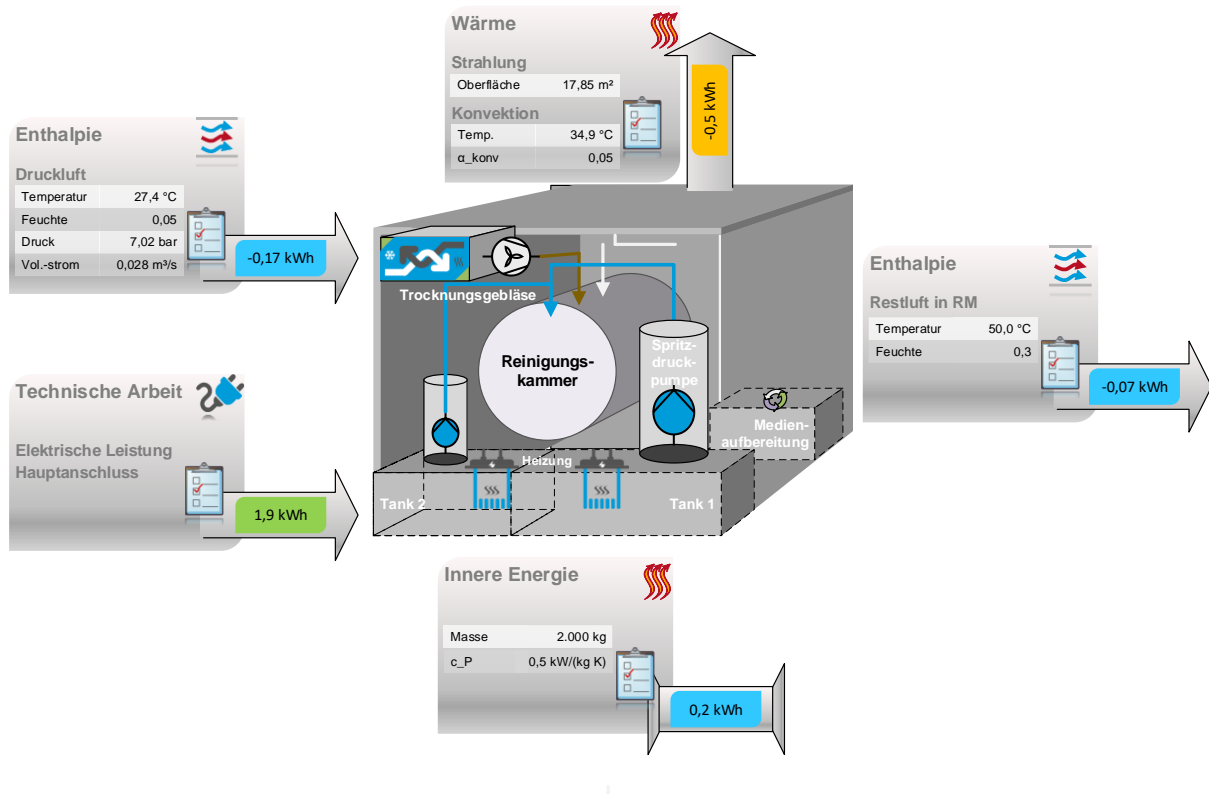 Wärme
Strahlung
Oberfläche 17,85 m²
Konvektion
Temp. 34,9 °C
α_konv 0,05
-0,5 kWh
Enthalpie
Druckluft
Temperatur 27,4 °C
Feuchte 0,05
Druck 7,02 bar
Vol.-strom 0,028 m³/s
-0,17 kWh
Trocknungsgebläse
Reinigungs-
kammer
Spritz-
druck-
pumpe
Medien-
aufbereitung
Heizung
Tank 2
Tank 1
Enthalpie
Restluft in RM
Temperatur 50,0 °C
Feuchte 0,3
-0,07 kWh
Technische Arbeit
Elektrische Leistung
Hauptanschluss
1,9 kWh
Innere Energie
Masse 2.000 kg
c_P 0,5 kW/(kg K)
0,2 kWh